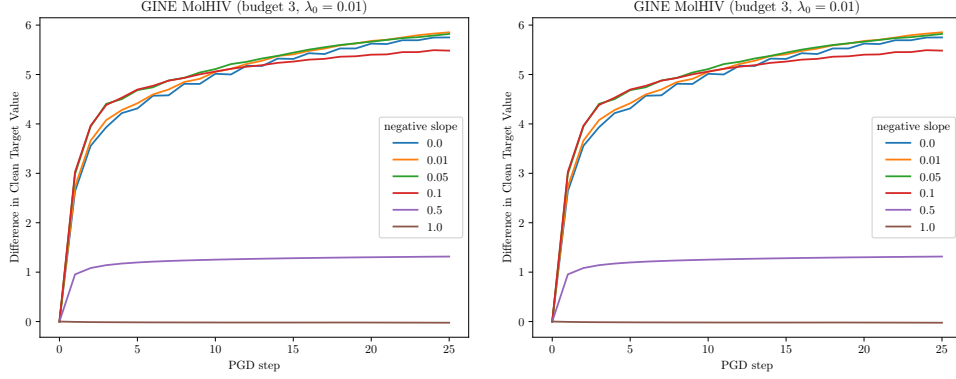 GINE MolHIV (budget 3, λ₀ = 0.01)
Difference in Clean Target Value
6
5
4
3
2
1
0
negative slope
0.0
0.01
0.05
0.1
0.5
1.0
0 5 10 15 20 25
PGD step
GINE MolHIV (budget 3, λ₀ = 0.01)
Difference in Clean Target Value
6
5
4
3
2
1
0
negative slope
0.0
0.01
0.05
0.1
0.5
1.0
0 5 10 15 20 25
PGD step